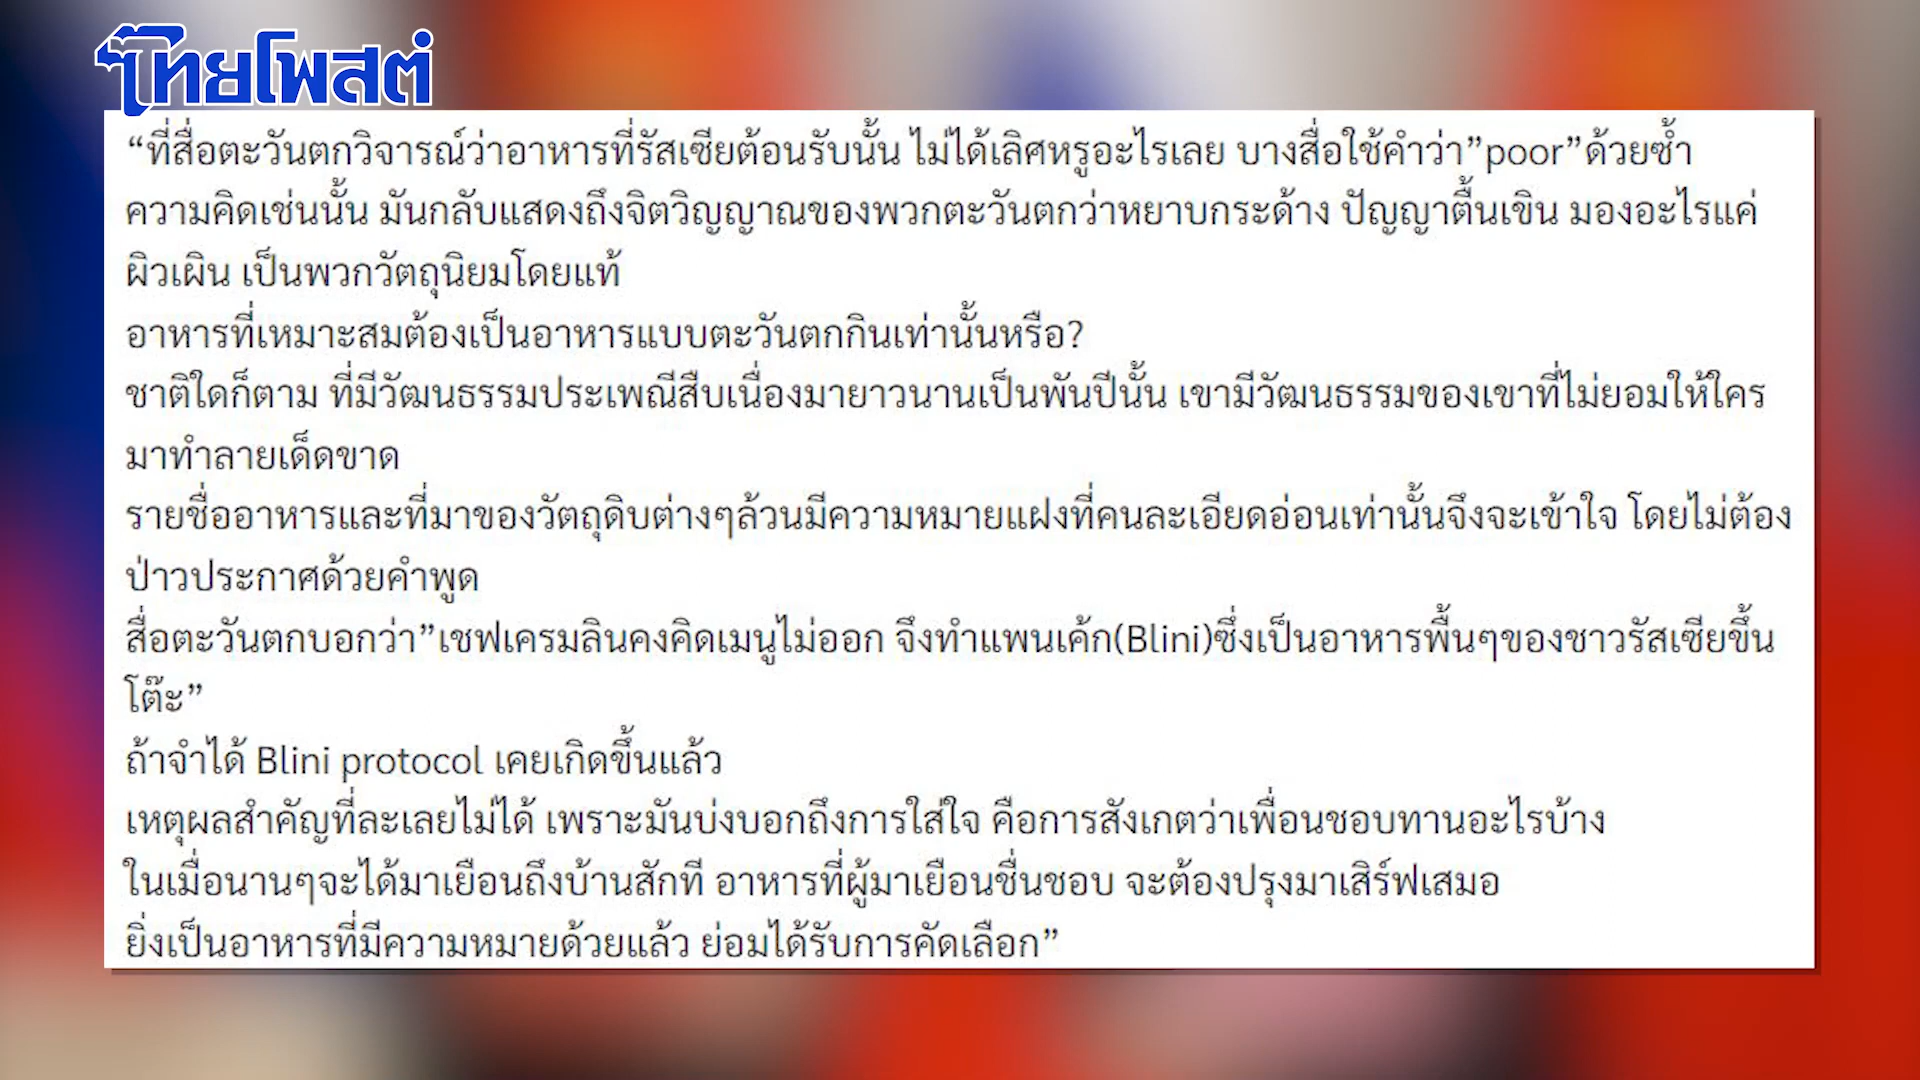 ไทยโพสต์
“ที่สื่อตะวันตกวิจารณ์ว่าอาหารที่รัสเซียต้อนรับนั้น ไม่ได้เลิศหรูอะไรเลย บางสื่อใช้คำว่า”poor”ด้วยซ้ำ
ความคิดเช่นนั้น มันกลับแสดงถึงจิตวิญญาณของพวกตะวันตกว่าหยาบกระด้าง ปัญญาตื้นเขิน มองอะไรแค่
ผิวเผิน เป็นพวกวัตถุนิยมโดยแท้
อาหารที่เหมาะสมต้องเป็นอาหารแบบตะวันตกกินเท่านั้นหรือ?
ชาติใดก็ตาม ที่มีวัฒนธรรมประเพณีสืบเนื่องมายาวนานเป็นพันปีนั้น เขามีวัฒนธรรมของเขาที่ไม่ยอมให้ใคร
มาทำลายเด็ดขาด
รายชื่ออาหารและที่มาของวัตถุดิบต่างๆล้วนมีความหมายแฝงที่คนละเอียดอ่อนเท่านั้นจึงจะเข้าใจ โดยไม่ต้อง
ป่าวประกาศด้วยคำพูด
สื่อตะวันตกบอกว่า”เชฟเครมลินคงคิดเมนูไม่ออก จึงทำแพนเค้ก(Blini)ซึ่งเป็นอาหารพื้นๆของชาวรัสเซียขึ้น
โต๊ะ”
ถ้าจำได้ Blini protocol เคยเกิดขึ้นแล้ว
เหตุผลสำคัญที่ละเลยไม่ได้ เพราะมันบ่งบอกถึงการใส่ใจ คือการสังเกตว่าเพื่อนชอบทานอะไรบ้าง
ในเมื่อนานๆจะได้มาเยือนถึงบ้านสักที อาหารที่ผู้มาเยือนชื่นชอบ จะต้องปรุงมาเสิร์ฟเสมอ
ยิ่งเป็นอาหารที่มีความหมายด้วยแล้ว ย่อมได้รับการคัดเลือก”